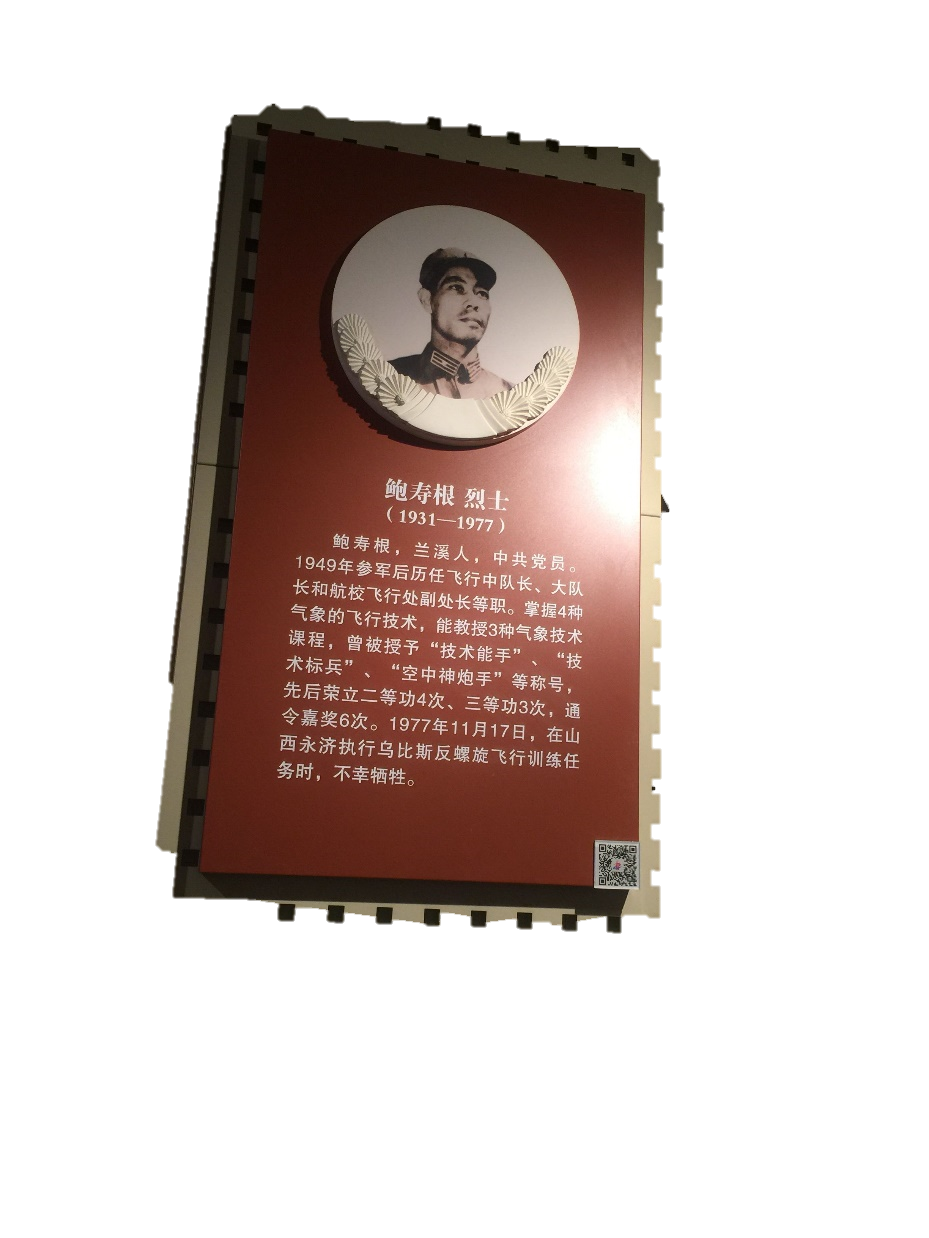 鲍寿根 烈士
（1931—1977）
鲍寿根，兰溪人，中共党员。
1949年参军后历任飞行中队长、大队
长和航校飞行处副处长等职。掌握4种
气象的飞行技术，能教授3种气象技术
课程，曾被授予“技术能手”、“技
术标兵”、“空中神炮手”等称号，
先后荣立二等功4次、三等功3次，通
令嘉奖6次。1977年11月17日，在山
西永济执行乌比斯反螺旋飞行训练任
务时，不幸牺牲。